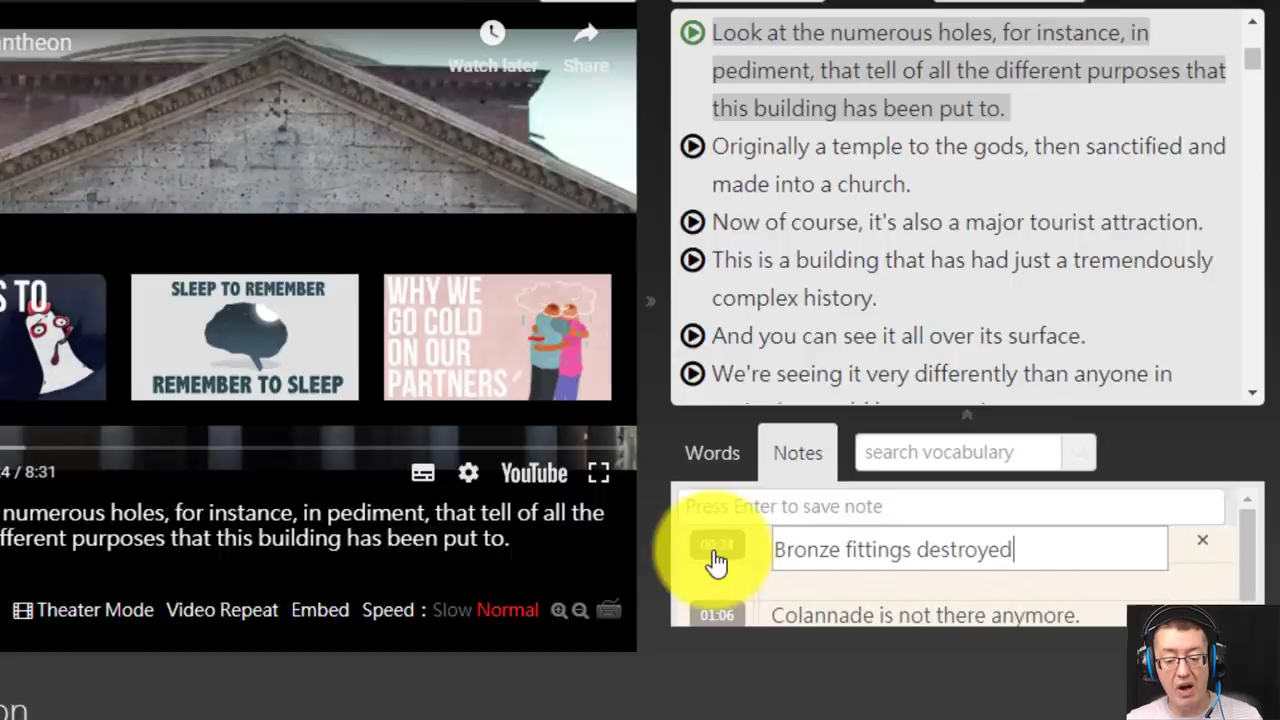 antheon
Watch later
Share
S TO
SLEEP TO REMEMBER
REMEMBER TO SLEEP
WHY WE
GO COLD
ON OUR
PARTNERS
4 / 8:31
YouTube
numerous holes, for instance, in pediment, that tell of all the
fferent purposes that this building has been put to.
Theater Mode Video Repeat Embed Speed : Slow Normal
on
Look at the numerous holes, for instance, in
pediment, that tell of all the different purposes that
this building has been put to.
Originally a temple to the gods, then sanctified and
made into a church.
Now of course, it's also a major tourist attraction.
This is a building that has had just a tremendously
complex history.
And you can see it all over its surface.
We're seeing it very differently than anyone in
Words Notes search vocabulary
Press Enter to save note
Bronze fittings destroyed
01:06 Colannade is not there anymore.